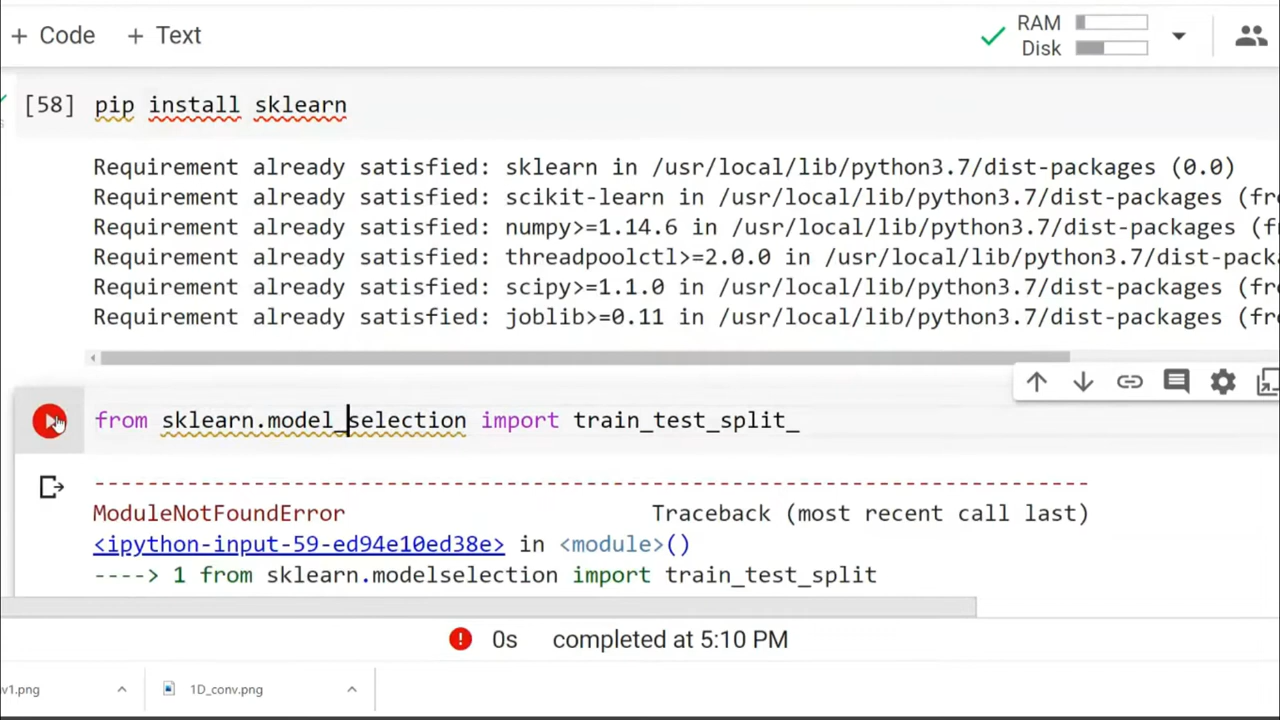 + Code + Text
RAM
Disk
[58] pip install sklearn
Requirement already satisfied: sklearn in /usr/local/lib/python3.7/dist-packages (0.0)
Requirement already satisfied: scikit-learn in /usr/local/lib/python3.7/dist-packages (fro
Requirement already satisfied: numpy>=1.14.6 in /usr/local/lib/python3.7/dist-packages (f
Requirement already satisfied: threadpoolctl>=2.0.0 in /usr/local/lib/python3.7/dist-packa
Requirement already satisfied: scipy>=1.1.0 in /usr/local/lib/python3.7/dist-packages (fro
Requirement already satisfied: joblib>=0.11 in /usr/local/lib/python3.7/dist-packages (fro
from sklearn.model_selection import train_test_split_
---------------------------------------------------------------------------
ModuleNotFoundError Traceback (most recent call last)
<ipython-input-59-ed94e10ed38e> in <module>()
----> 1 from sklearn.modelselection import train_test_split
0s completed at 5:10 PM
v1.png 1D_conv.png